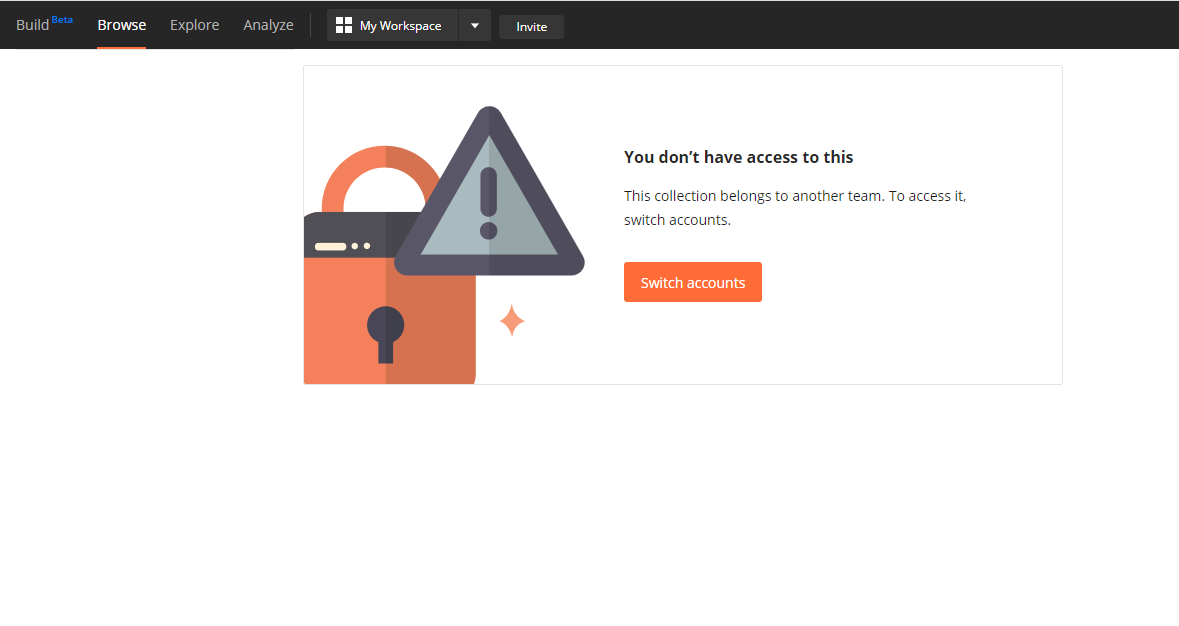 Build Beta Browse Explore Analyze My Workspace Invite
You don’t have access to this
This collection belongs to another team. To access it,
switch accounts.
Switch accounts